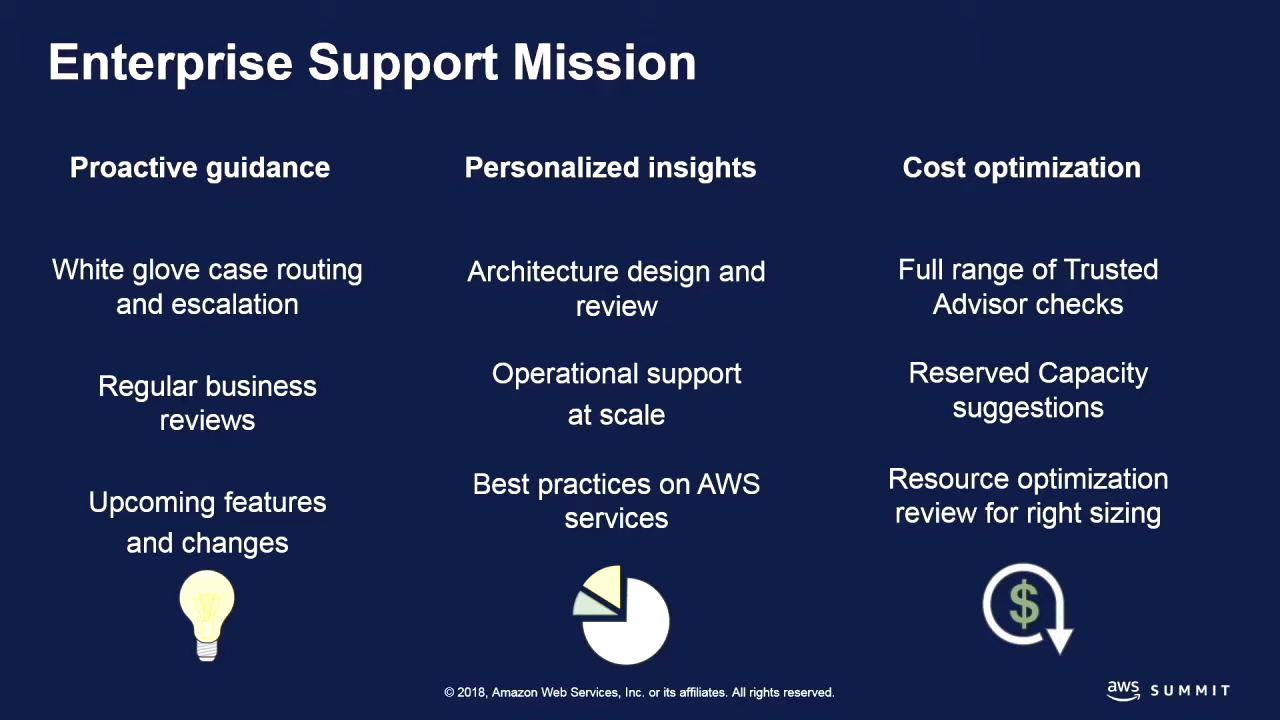 Enterprise Support Mission
Proactive guidance
White glove case routing
and escalation
Regular business
reviews
Upcoming features
and changes
Personalized insights
Architecture design and
review
Operational support
at scale
Best practices on AWS
services
Cost optimization
Full range of Trusted
Advisor checks
Reserved Capacity
suggestions
Resource optimization
review for right sizing
$
© 2018, Amazon Web Services, Inc. or its affiliates. All rights reserved.
aws SUMMIT